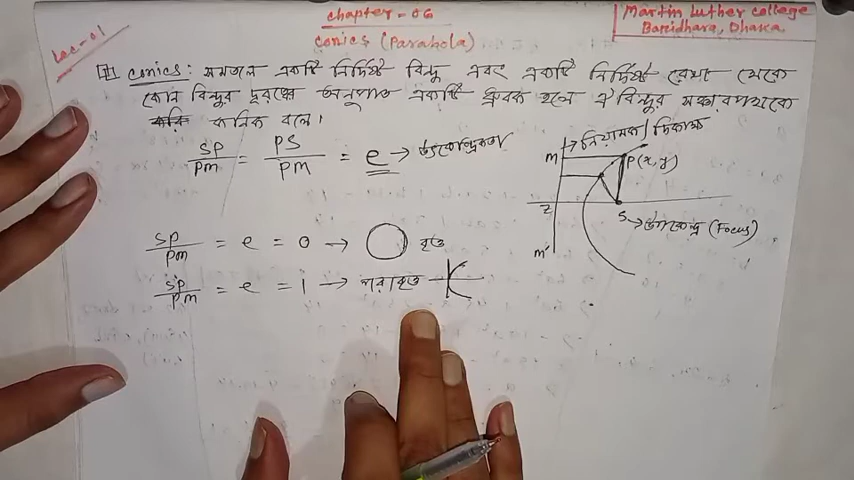 Lec-01
chapter-06
conics (Parabola)
Martin Luther college
Baridhara, Dhaka.
conics: সমতলে একটি নির্দিষ্ট বিন্দু এবং একটি নির্দিষ্ট রেখা থেকে
কোন বিন্দুর দূরত্বের অনুপাত একটি ধ্রুবক হলে ঐ বিন্দুর সঞ্চারপথকে
কনিক বলে।
SP/PM = PS/PM = e → উৎকেন্দ্রিকতা
→ নিয়ামক/দিকাক্ষ
M P(x,y)
Z S → উপকেন্দ্র (Focus)
M'
SP/PM = e = 0 → বৃত্ত
SP/PM = e = 1 → পরাবৃত্ত